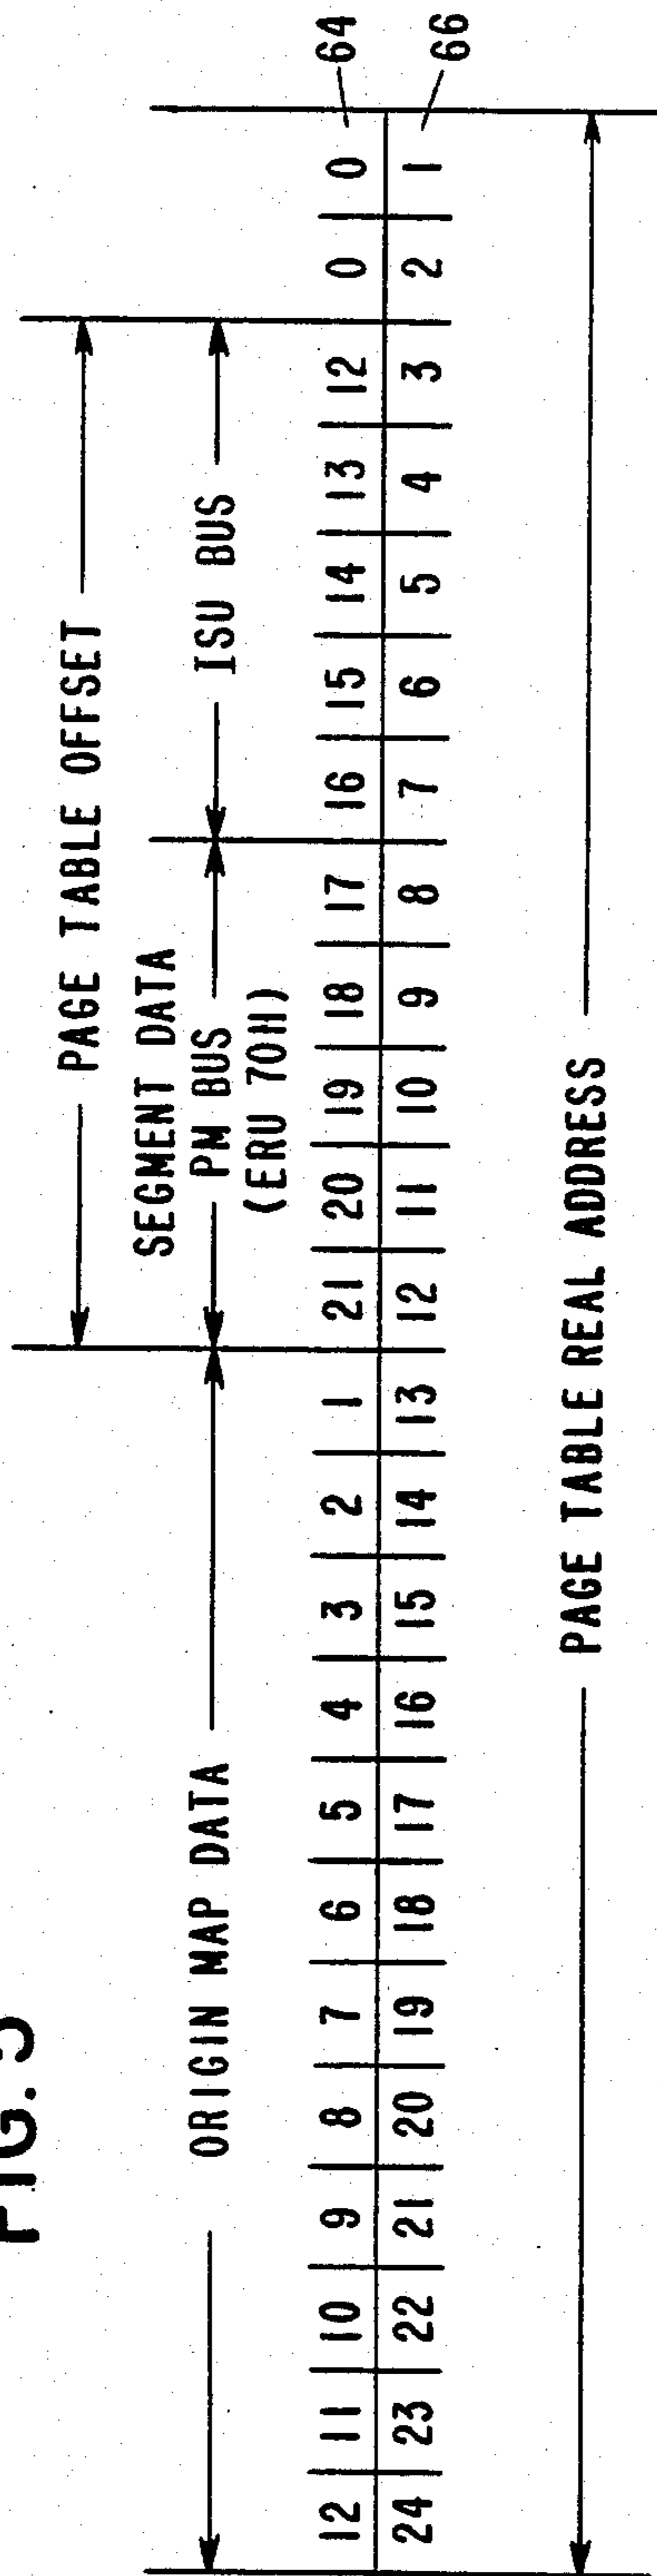 FIG. 5
PAGE TABLE OFFSET
SEGMENT DATA
ORIGIN MAP DATA
PM BUS
ISU BUS
(ERU 70H)
12 11 10 9 8 7 6 5 4 3 2 1 21 20 19 18 17 16 15 14 13 12 0 0 64
24 23 22 21 20 19 18 17 16 15 14 13 12 11 10 9 8 7 6 5 4 3 2 1 66
PAGE TABLE REAL ADDRESS